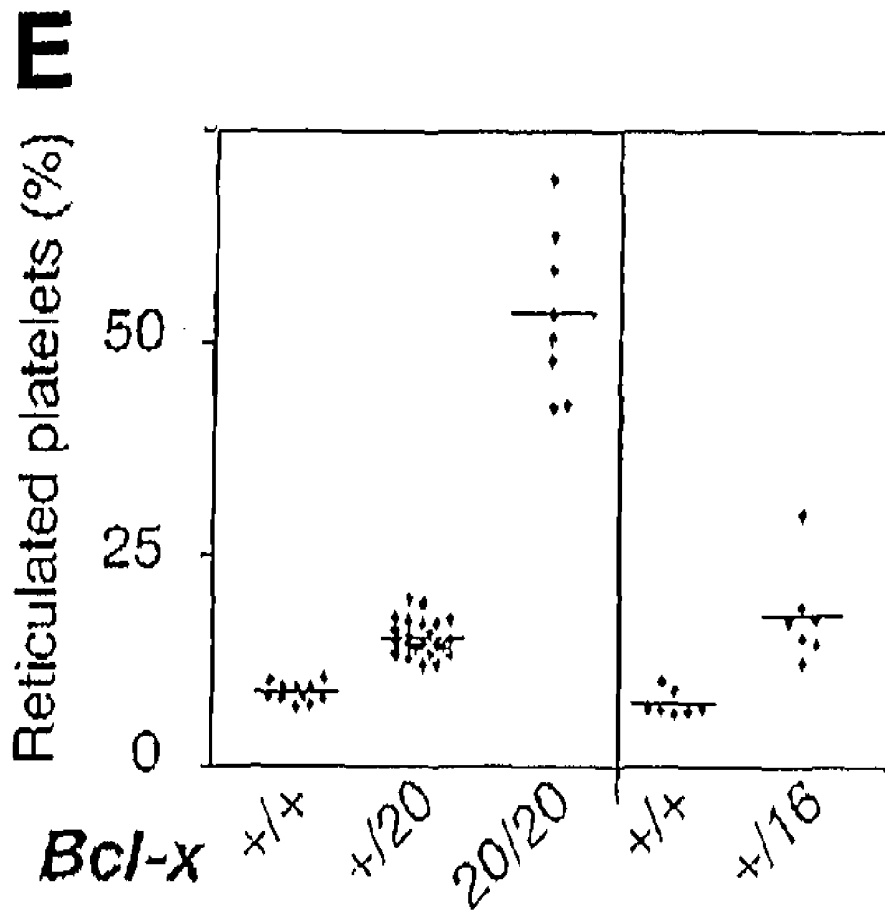 E
Reticulated platelets (%)
50
25
0
Bcl-x +/+ +/20 20/20 +/+ +/16